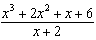 x³ + 2x² + x + 6
x + 2